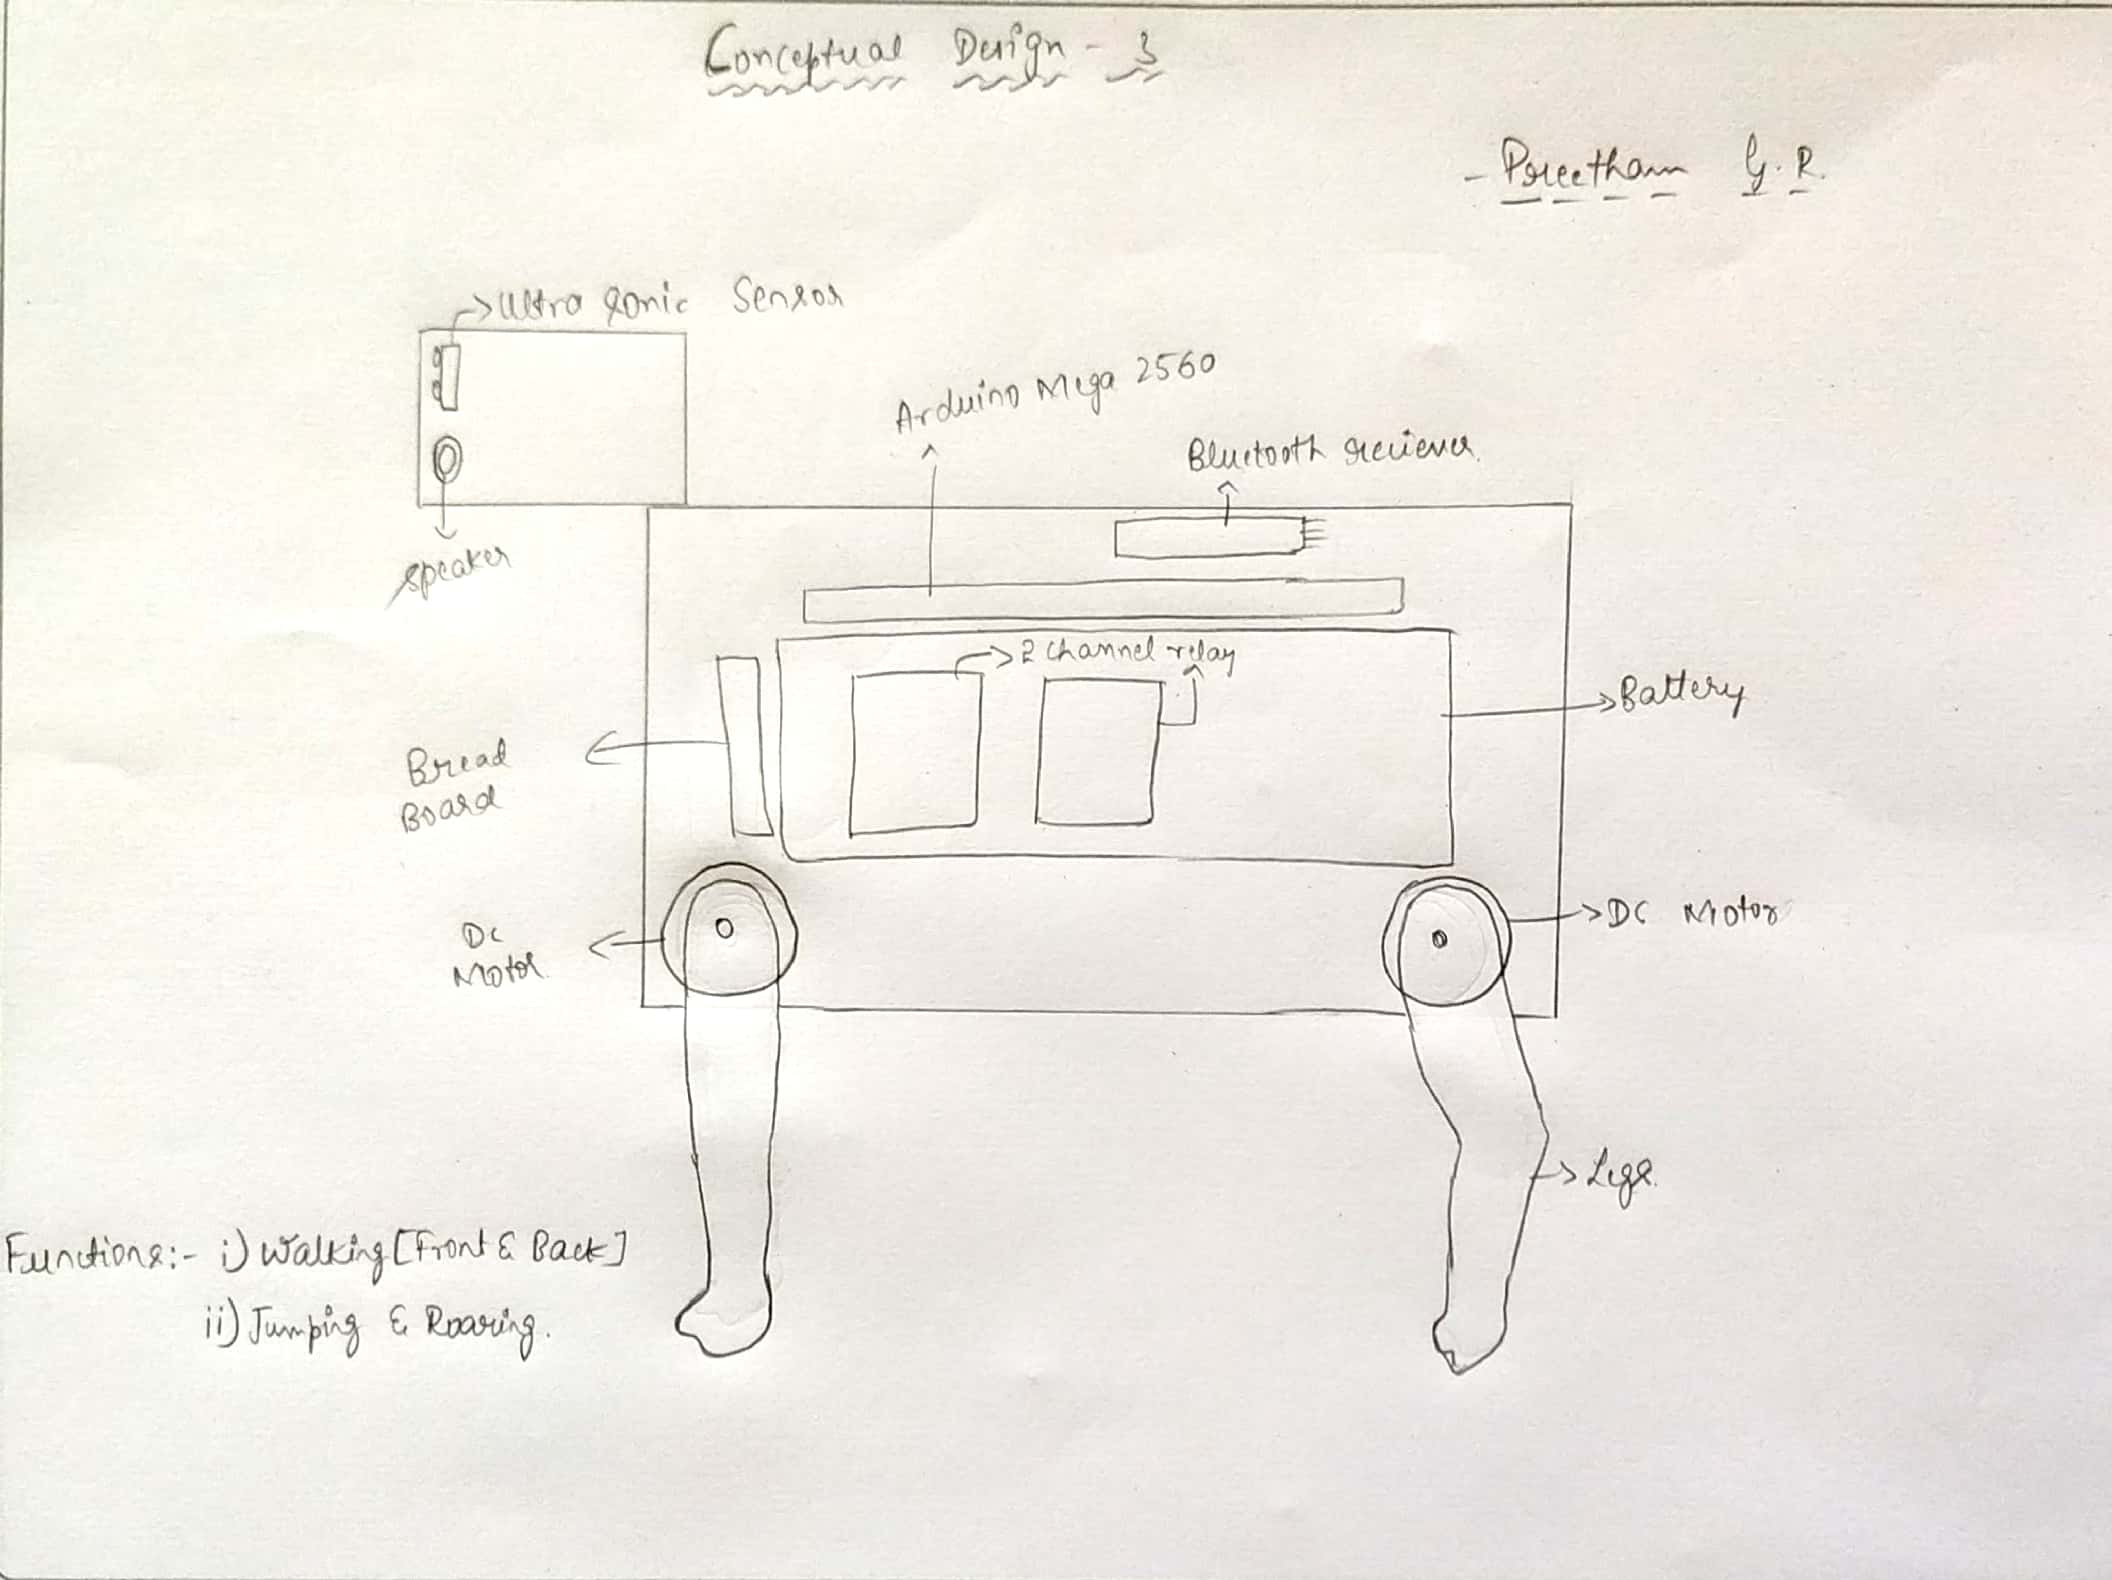 Conceptual Design - 3
- Preetham G.R.
Ultra sonic Sensor
Arduino Mega 2560
Bluetooth reciever.
speaker
2 channel relay
Battery
Bread
Board
DC Motor
DC
Motor.
Legs.
Functions:- i) Walking [Front & Back]
ii) Jumping & Roaring.